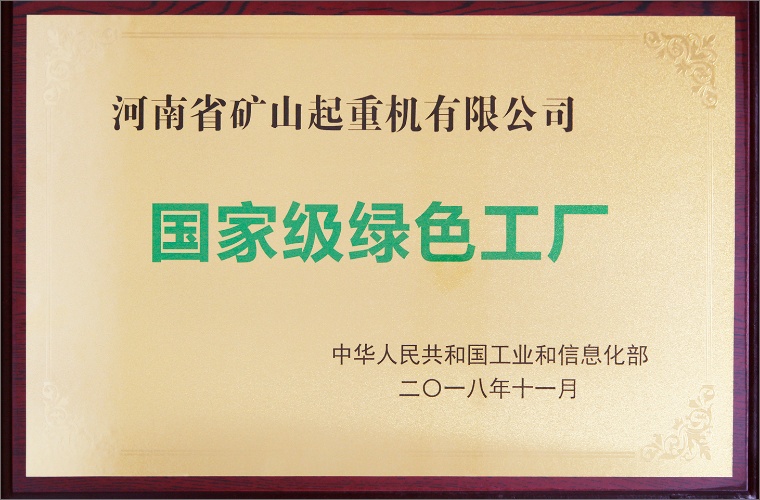 河南省矿山起重机有限公司
国家级绿色工厂
中华人民共和国工业和信息化部
二〇一八年十一月